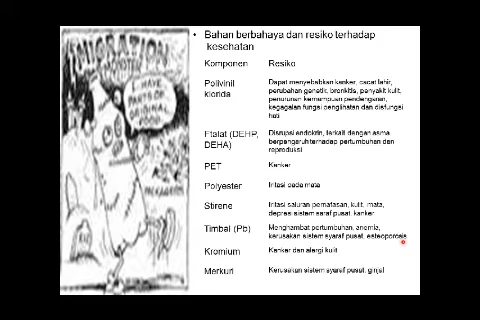 MIGRATION
MONSTER
I HAVE
PARTS OF
ORIGINAL
FOOD
• Bahan berbahaya dan resiko terhadap
kesehatan
Komponen Resiko
Polivinil
klorida
Dapat menyebabkan kanker, cacat lahir,
perubahan genetik, bronkitis, penyakit kulit,
penurunan kemampuan pendengaran,
kegagalan fungsi penglihatan dan disfungsi
hati
Ftalat (DEHP,
DEHA)
Disrupsi endoktrin, terkait dengan asma
berpengaruhterhadap pertumbuhan dan
reproduksi
PET Kanker
Polyester Iritasi pada mata
Stirene Iritasi saluran pernafasan, kulit, mata,
depresi sistem saraf pusat, kanker
Timbal (Pb) Menghambat pertumbuhan, anemia,
kerusakan sistem syaraf pusat, esteoporosis
Kromium Kanker dan alergi kulit
Merkuri Kerusakan sistem syaraf pusat, ginjal